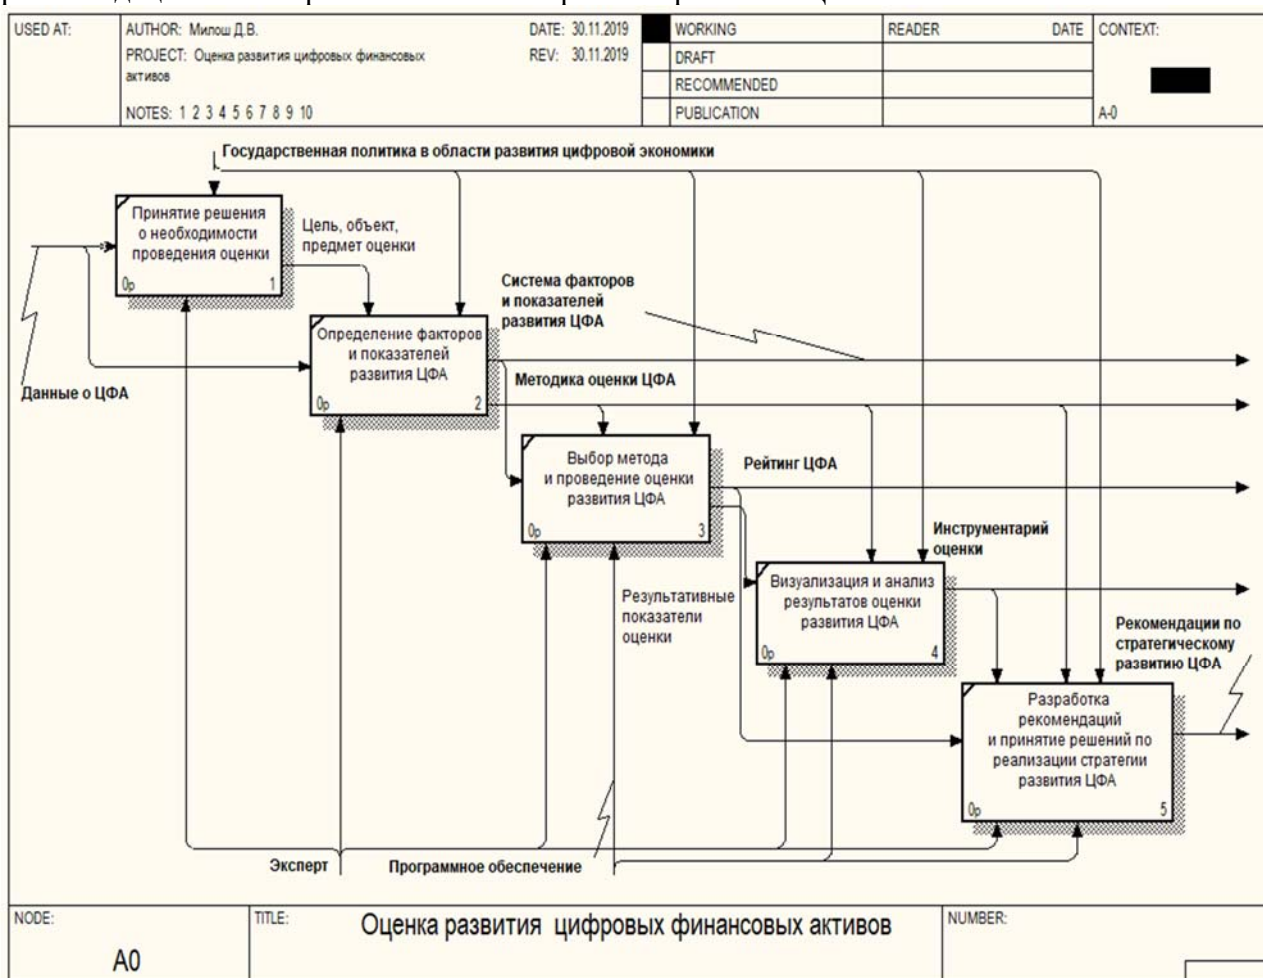 USED AT:
AUTHOR: Милош Д.В.
DATE: 30.11.2019
PROJECT: Оценка развития цифровых финансовых
активов
REV: 30.11.2019
NOTES: 1 2 3 4 5 6 7 8 9 10
WORKING
DRAFT
RECOMMENDED
PUBLICATION
READER
DATE
CONTEXT:
A-0
Государственная политика в области развития цифровой экономики
Принятие решения
о необходимости
проведения оценки
0р
1
Цель, объект,
предмет оценки
Данные о ЦФА
Определение факторов
и показателей
развития ЦФА
0р
2
Система факторов
и показателей
развития ЦФА
Методика оценки ЦФА
Выбор метода
и проведение оценки
развития ЦФА
0р
3
Рейтинг ЦФА
Результативные
показатели
оценки
Инструментарий
оценки
Визуализация и анализ
результатов оценки
развития ЦФА
0р
4
Рекомендации по
стратегическому
развитию ЦФА
Разработка
рекомендаций
и принятие решений по
реализации стратегии
развития ЦФА
0р
5
Эксперт
Программное обеспечение
NODE:
A0
TITLE:
Оценка развития цифровых финансовых активов
NUMBER: